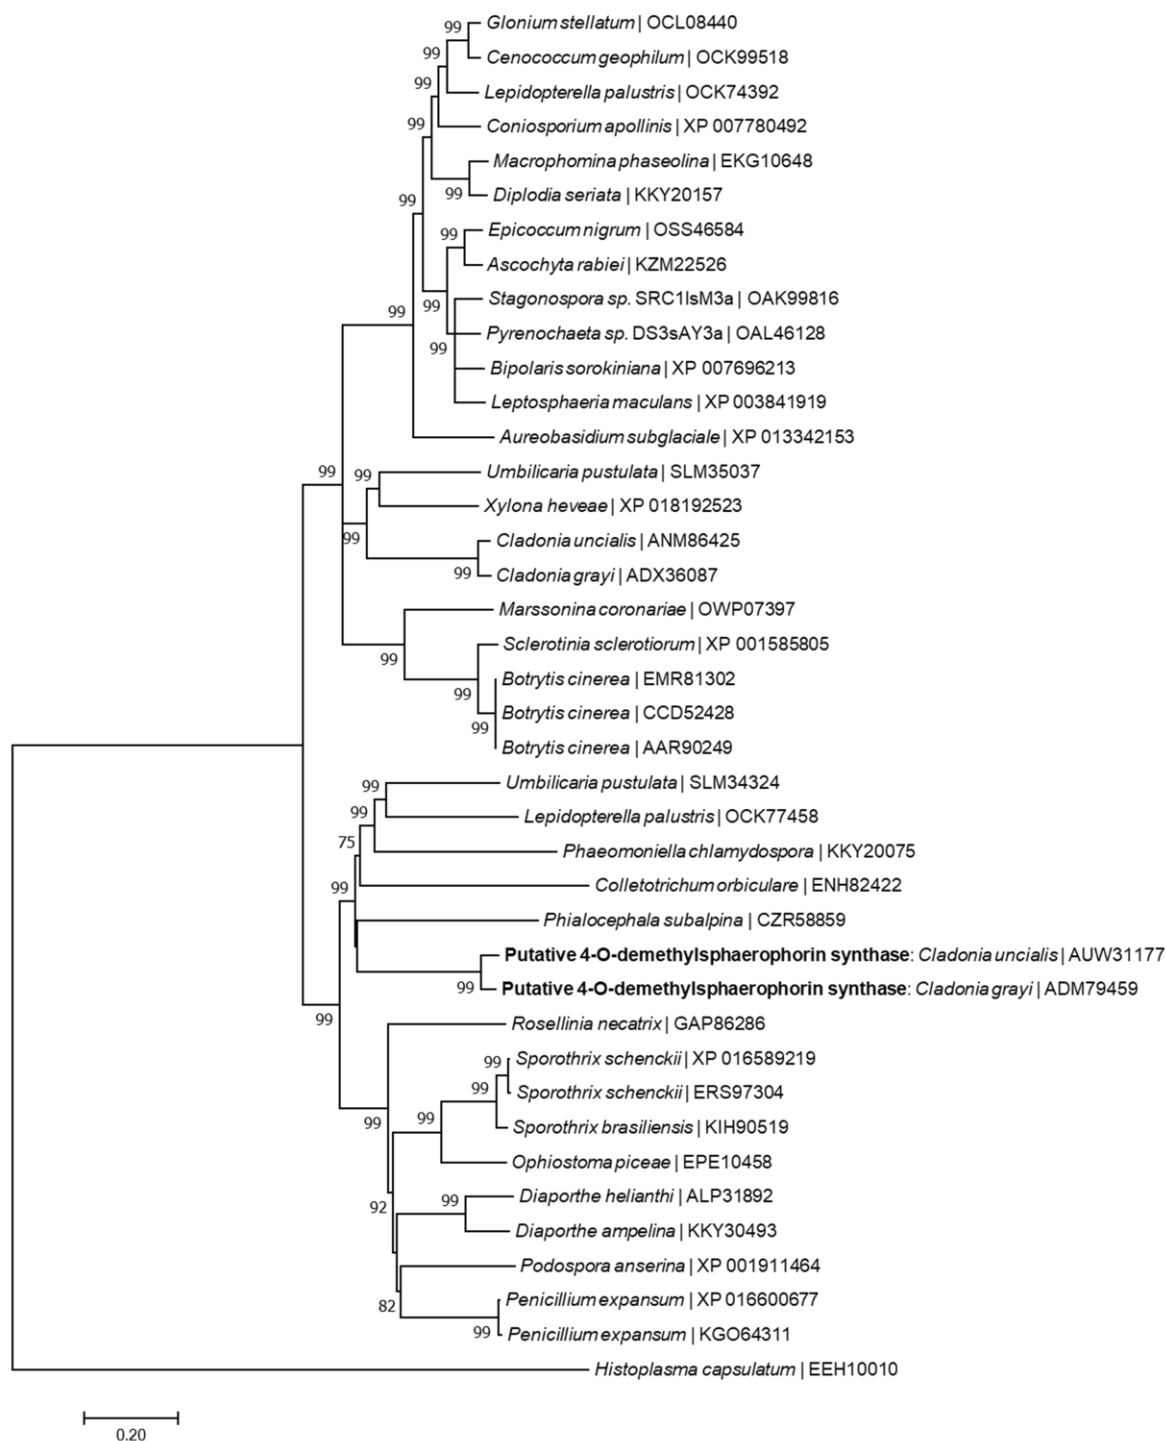 99
Glonium stellatum | OCL08440
99
Cenococcum geophilum | OCK99518
99
Lepidopterella palustris | OCK74392
99
Coniosporium apollinis | XP 007780492
Macrophomina phaseolina | EKG10648
99
99
Diplodia seriata | KKY20157
99
Epicoccum nigrum | OSS46584
Ascochyta rabiei | KZM22526
99
Stagonospora sp. SRC1lsM3a | OAK99816
99
Pyrenochaeta sp. DS3sAY3a | OAL46128
99
Bipolaris sorokiniana | XP 007696213
Leptosphaeria maculans | XP 003841919
Aureobasidium subglaciale | XP 013342153
99
99
Umbilicaria pustulata | SLM35037
Xylona heveae | XP 018192523
99
Cladonia uncialis | ANM86425
99
Cladonia grayi | ADX36087
Marssonina coronariae | OWP07397
99
Sclerotinia sclerotiorum | XP 001585805
Botrytis cinerea | EMR81302
99
Botrytis cinerea | CCD52428
99
Botrytis cinerea | AAR90249
99
Umbilicaria pustulata | SLM34324
99
Lepidopterella palustris | OCK77458
75
Phaeomoniella chlamydospora | KKY20075
99
Colletotrichum orbiculare | ENH82422
Phialocephala subalpina | CZR58859
Putative 4-O-demethylsphaerophorin synthase: Cladonia uncialis | AUW31177
99
Putative 4-O-demethylsphaerophorin synthase: Cladonia grayi | ADM79459
99
Rosellinia necatrix | GAP86286
99
Sporothrix schenckii | XP 016589219
99
Sporothrix schenckii | ERS97304
99
99
Sporothrix brasiliensis | KIH90519
Ophiostoma piceae | EPE10458
99
Diaporthe helianthi | ALP31892
92
Diaporthe ampelina | KKY30493
Podospora anserina | XP 001911464
82
Penicillium expansum | XP 016600677
99
Penicillium expansum | KGO64311
Histoplasma capsulatum | EEH10010
0.20